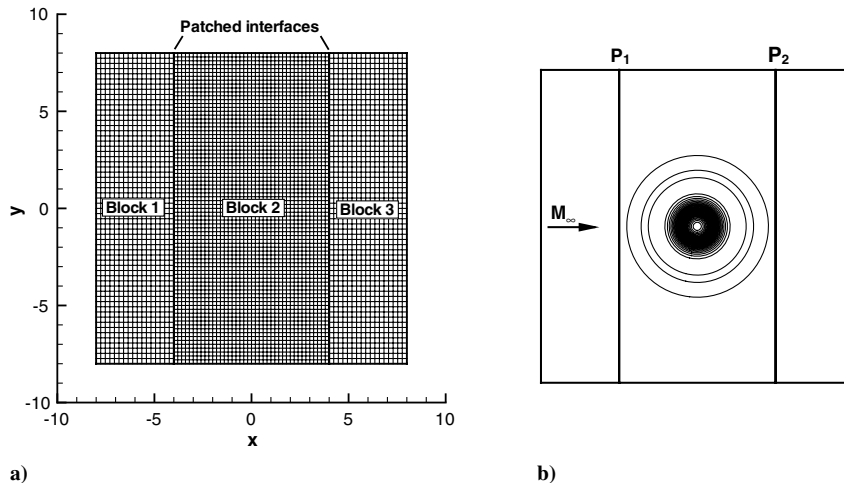 Patched interfaces
10
5
0
-5
-10
y
Block 1
Block 2
Block 3
-10
-5
0
5
10
x
a)
P1
P2
M∞
b)